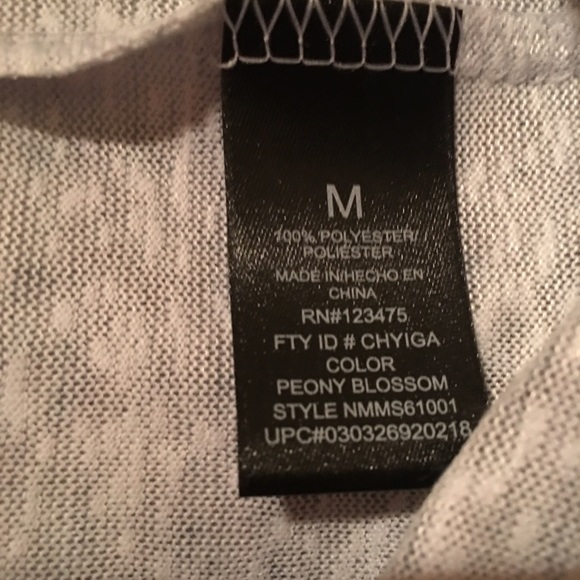 M
100% POLYESTER/
POLIESTER
MADE IN/HECHO EN
CHINA
RN#123475
FTY ID # CHYIGA
COLOR
PEONY BLOSSOM
STYLE NMMS61001
UPC#030326920218